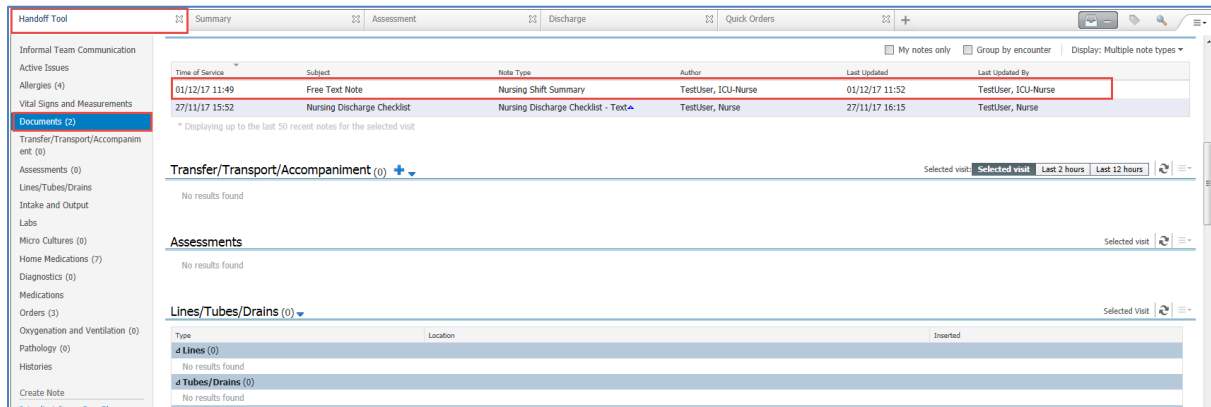 Handoff Tool Summary Assessment Discharge Quick Orders
Informal Team Communication
Active Issues
Allergies (4)
Vital Signs and Measurements
Documents (2)
Transfer/Transport/Accompanim
ent (0)
Assessments (0)
Lines/Tubes/Drains
Intake and Output
Labs
Micro Cultures (0)
Home Medications (7)
Diagnostics (0)
Medications
Orders (3)
Oxygenation and Ventilation (0)
Pathology (0)
Histories
Create Note
My notes only Group by encounter Display: Multiple note types
Time of Service Subject Note Type Author Last Updated Last Updated By
01/12/17 11:49 Free Text Note Nursing Shift Summary TestUser, ICU-Nurse 01/12/17 11:52 TestUser, ICU-Nurse
27/11/17 15:52 Nursing Discharge Checklist Nursing Discharge Checklist - Text TestUser, Nurse 27/11/17 16:15 TestUser, Nurse
* Displaying up to the last 50 recent notes for the selected visit
Transfer/Transport/Accompaniment (0) Selected visit: Selected visit Last 2 hours Last 12 hours
No results found
Assessments Selected visit
No results found
Lines/Tubes/Drains (0) Selected Visit
Type Location Inserted
Lines (0)
No results found
Tubes/Drains (0)
No results found